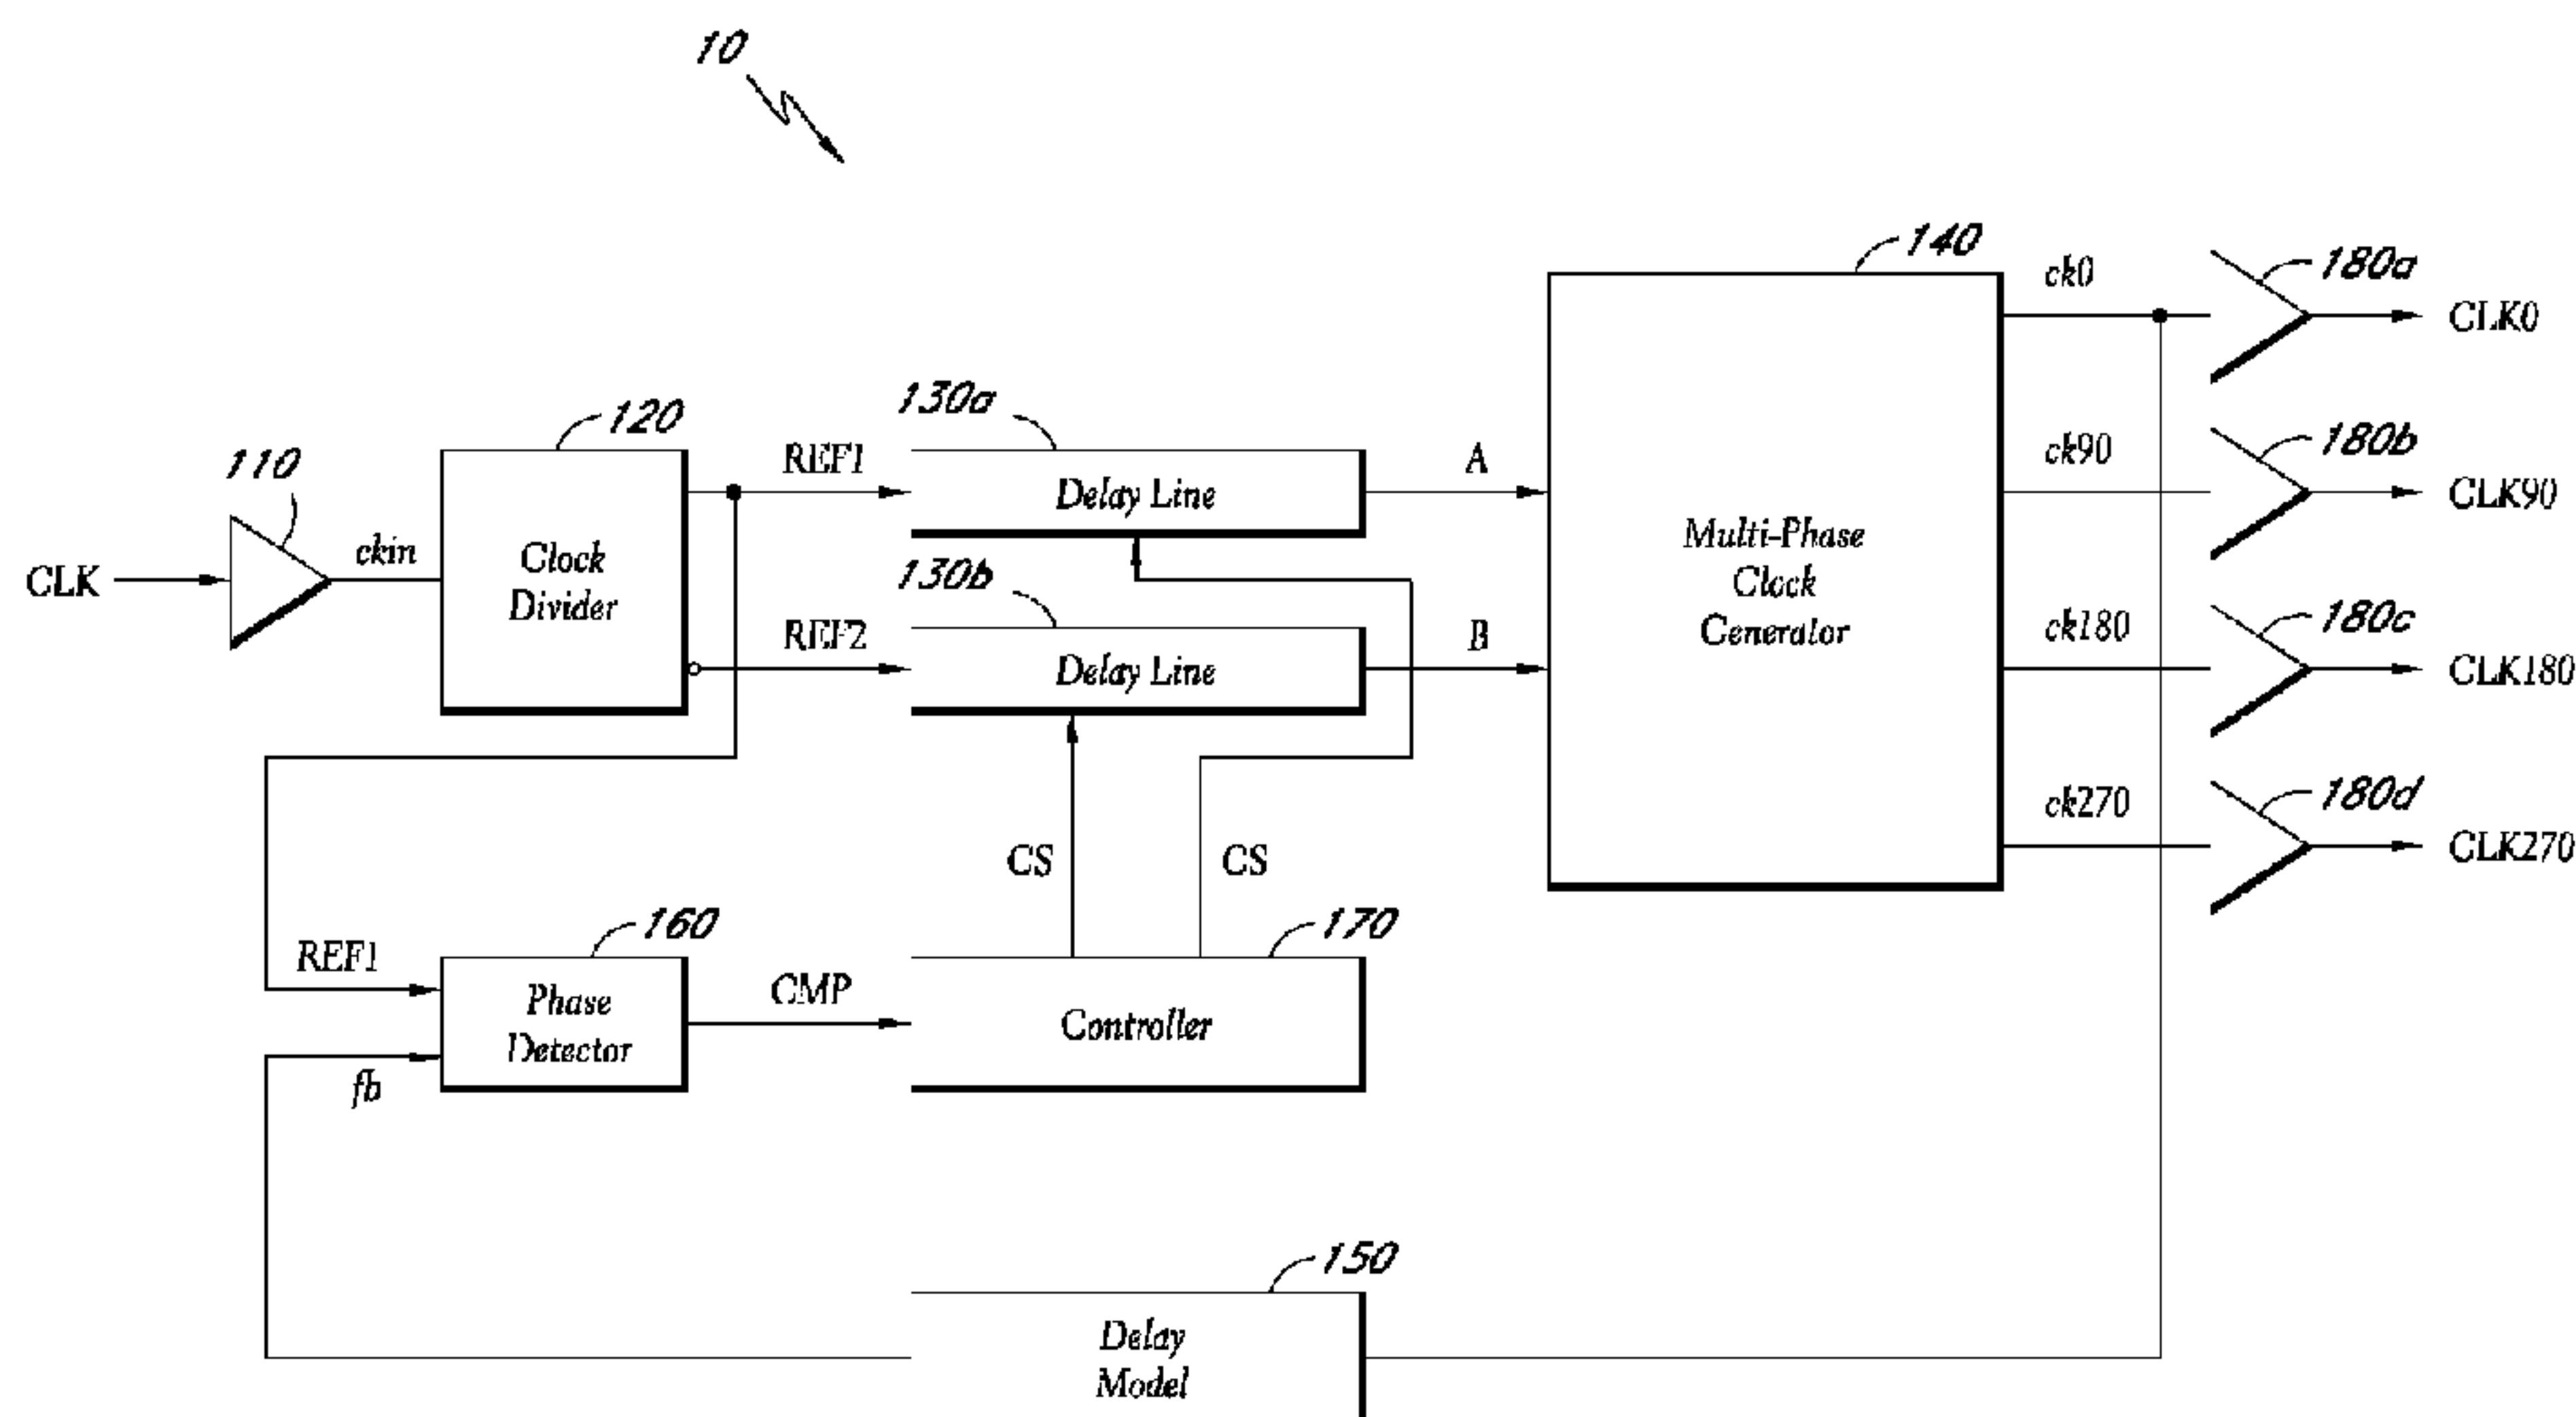 10
140
ck0
180a
CLK0
130a
120
REF1
A
ck90
180b
CLK90
110
Delay Line
Multi-Phase
Clock
Generator
CLK
ckin
Clock
Divider
130b
REF2
B
ck180
180c
CLK180
Delay Line
ck270
180d
CLK270
CS
CS
160
170
REF1
Phase
Detector
CMP
Controller
fb
150
Delay
Model